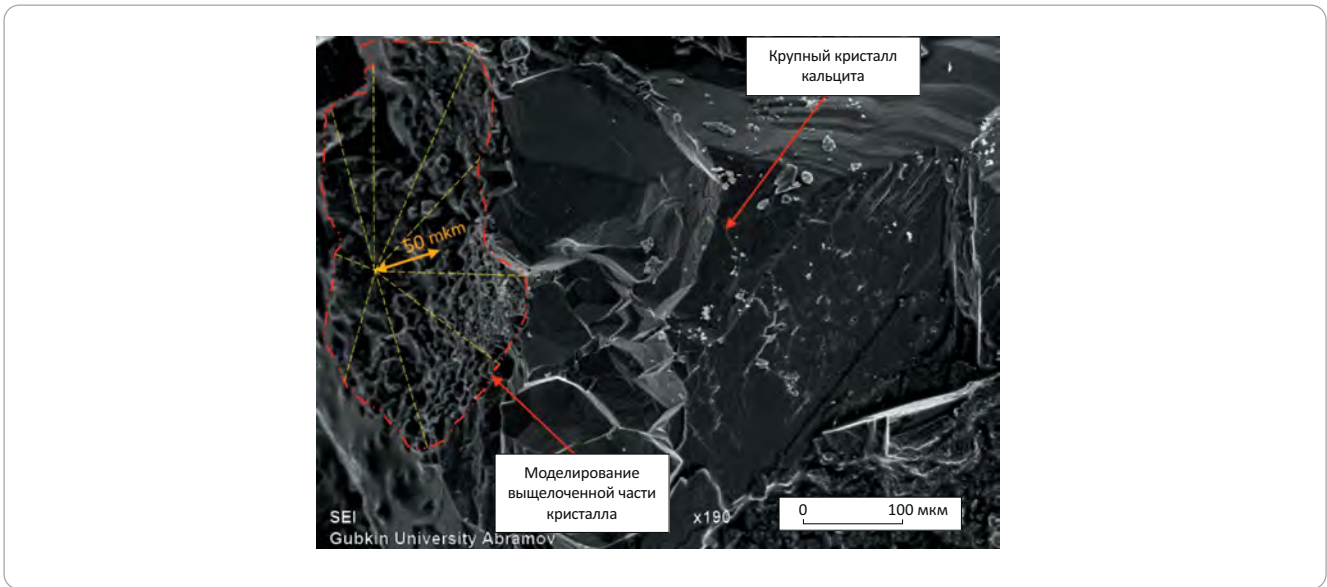 Крупный кристалл
кальцита
50 mkm
Моделирование
выщелоченной части
кристалла
0 100 мкм
SEI x190
Gubkin University Abramov